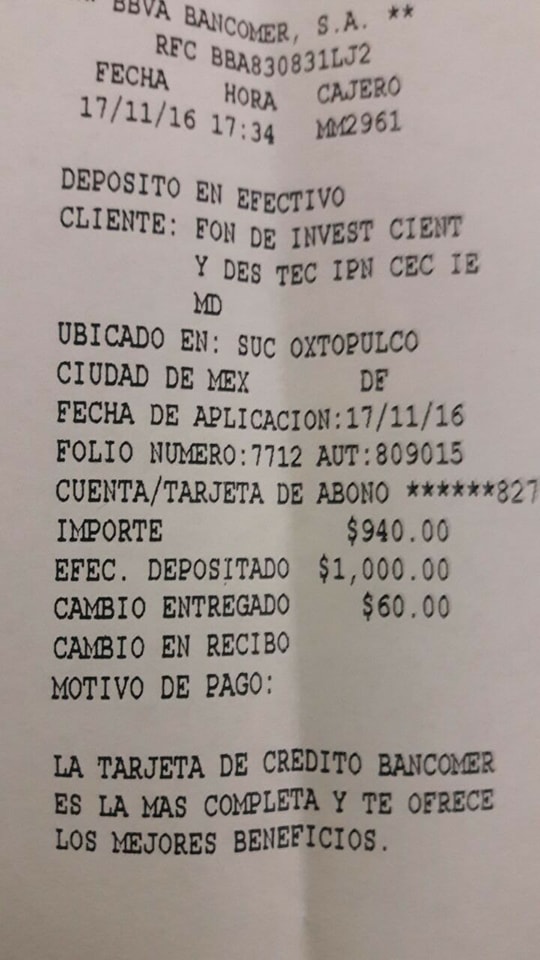 ** BBVA BANCOMER, S.A. **
RFC BBA830831LJ2
FECHA HORA CAJERO
17/11/16 17:34 MM2961
DEPOSITO EN EFECTIVO
CLIENTE: FON DE INVEST CIENT
Y DES TEC IPN CEC IE
MD
UBICADO EN: SUC OXTOPULCO
CIUDAD DE MEX DF
FECHA DE APLICACION:17/11/16
FOLIO NUMERO:7712 AUT:809015
CUENTA/TARJETA DE ABONO ******827
IMPORTE $940.00
EFEC. DEPOSITADO $1,000.00
CAMBIO ENTREGADO $60.00
CAMBIO EN RECIBO
MOTIVO DE PAGO:
LA TARJETA DE CREDITO BANCOMER
ES LA MAS COMPLETA Y TE OFRECE
LOS MEJORES BENEFICIOS.